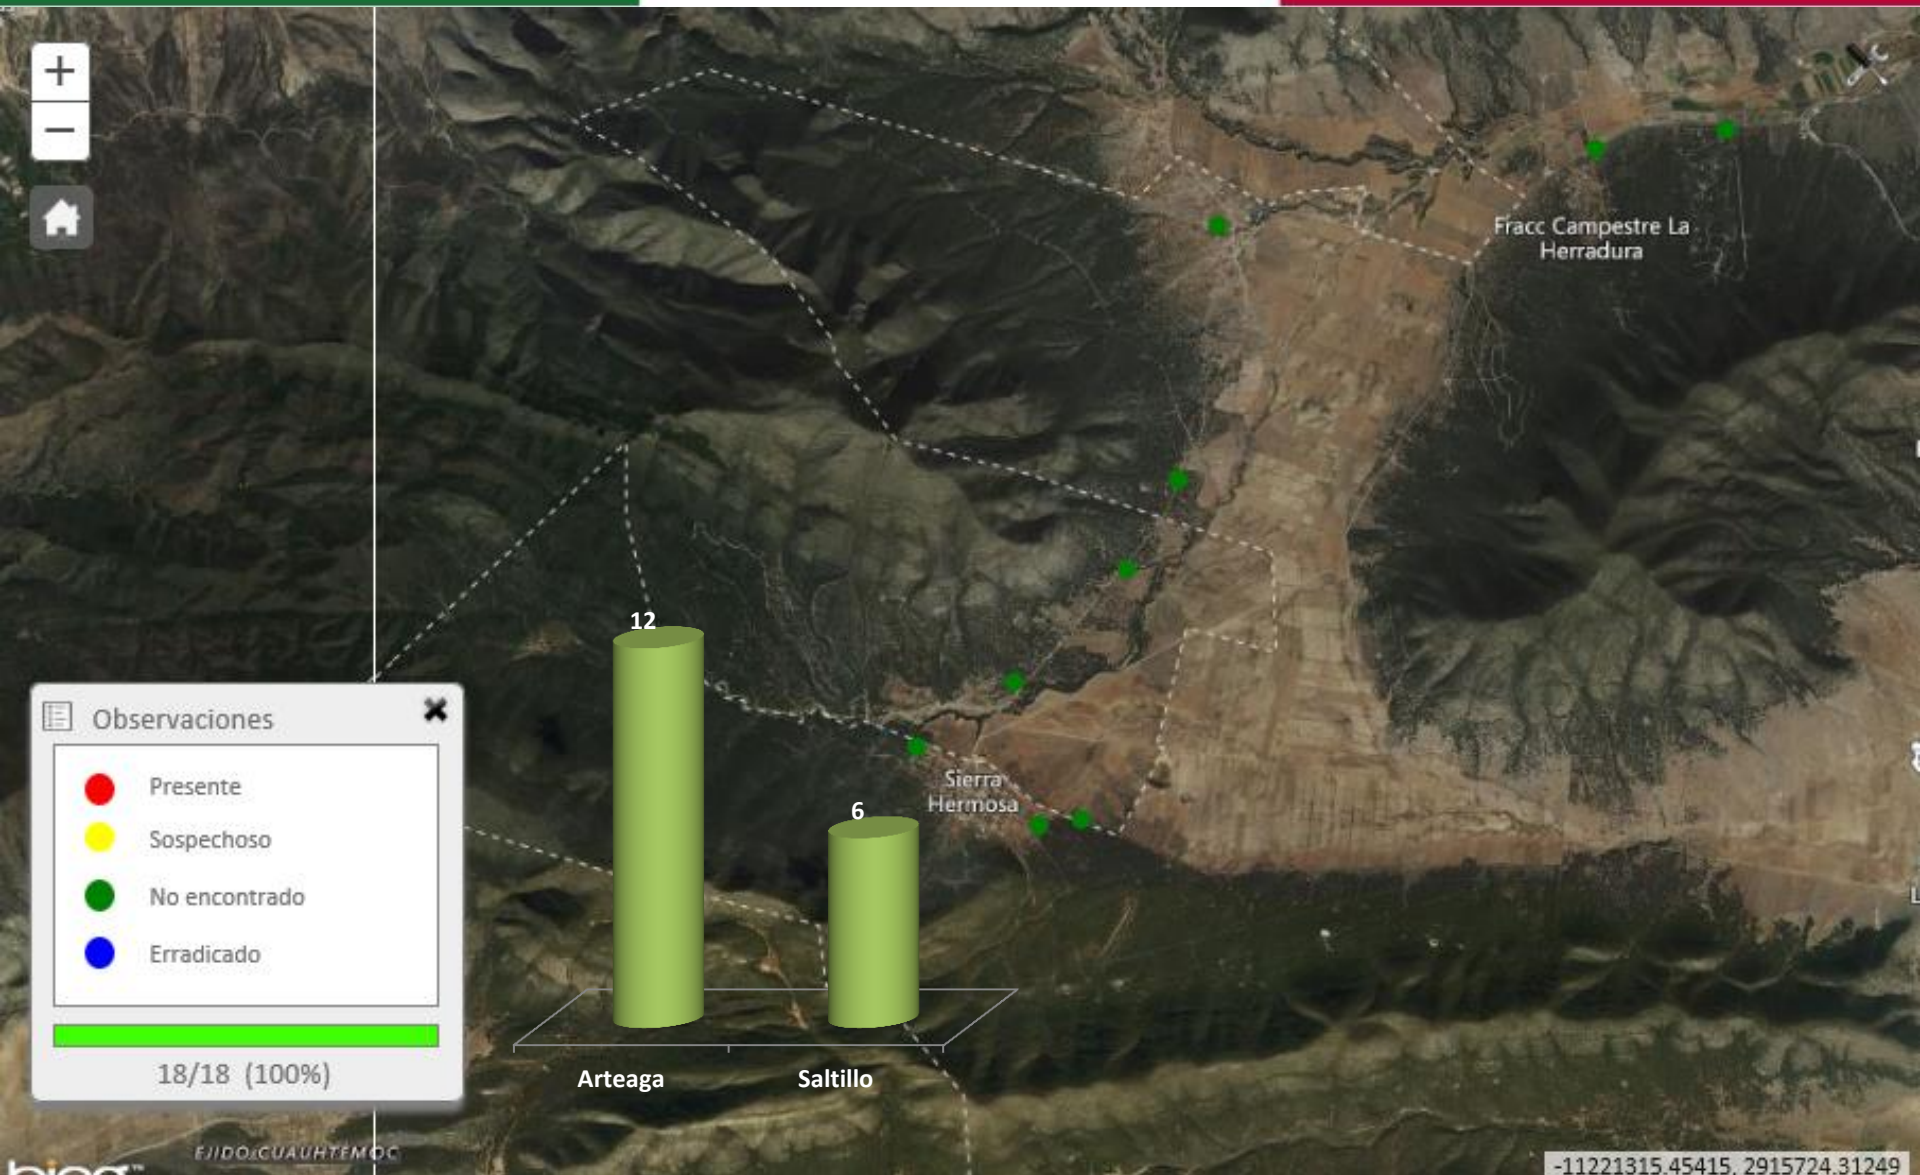 +
−
Fracc Campestre La
Herradura
12
Observaciones
Presente
Sospechoso
No encontrado
Erradicado
18/18 (100%)
Sierra
Hermosa
6
Arteaga
Saltillo
EJIDO CUAUHTEMOC
bing™
-11221315.45415, 2915724.31249